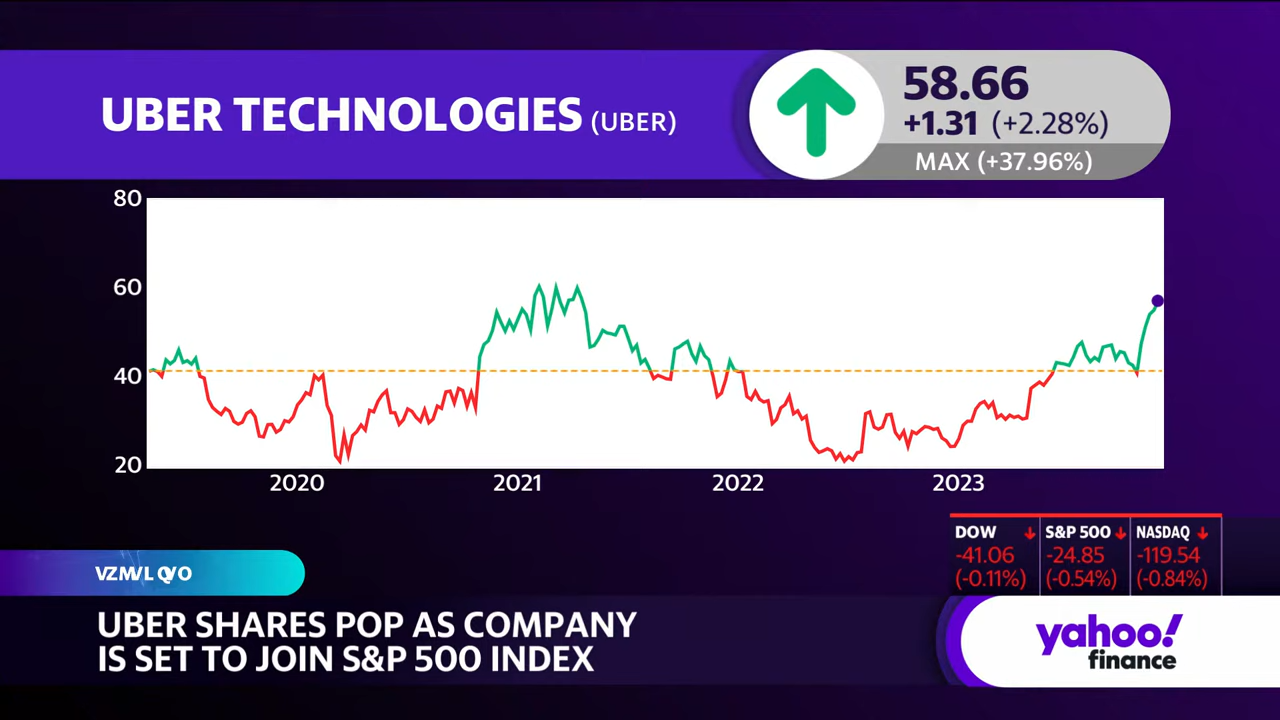 UBER TECHNOLOGIES (UBER)
58.66
+1.31 (+2.28%)
MAX (+37.96%)
80
60
40
20
2020 2021 2022 2023
DOW S&P 500 NASDAQ
-41.06 -24.85 -119.54
(-0.11%) (-0.54%) (-0.84%)
UBER SHARES POP AS COMPANY
IS SET TO JOIN S&P 500 INDEX
yahoo!
finance